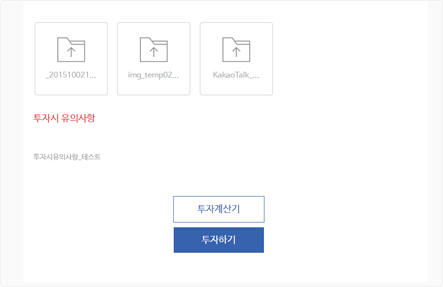 _201510021...
img_temp02...
KakaoTalk_...
투자시 유의사항
투자시유의사항_테스트
투자계산기
투자하기